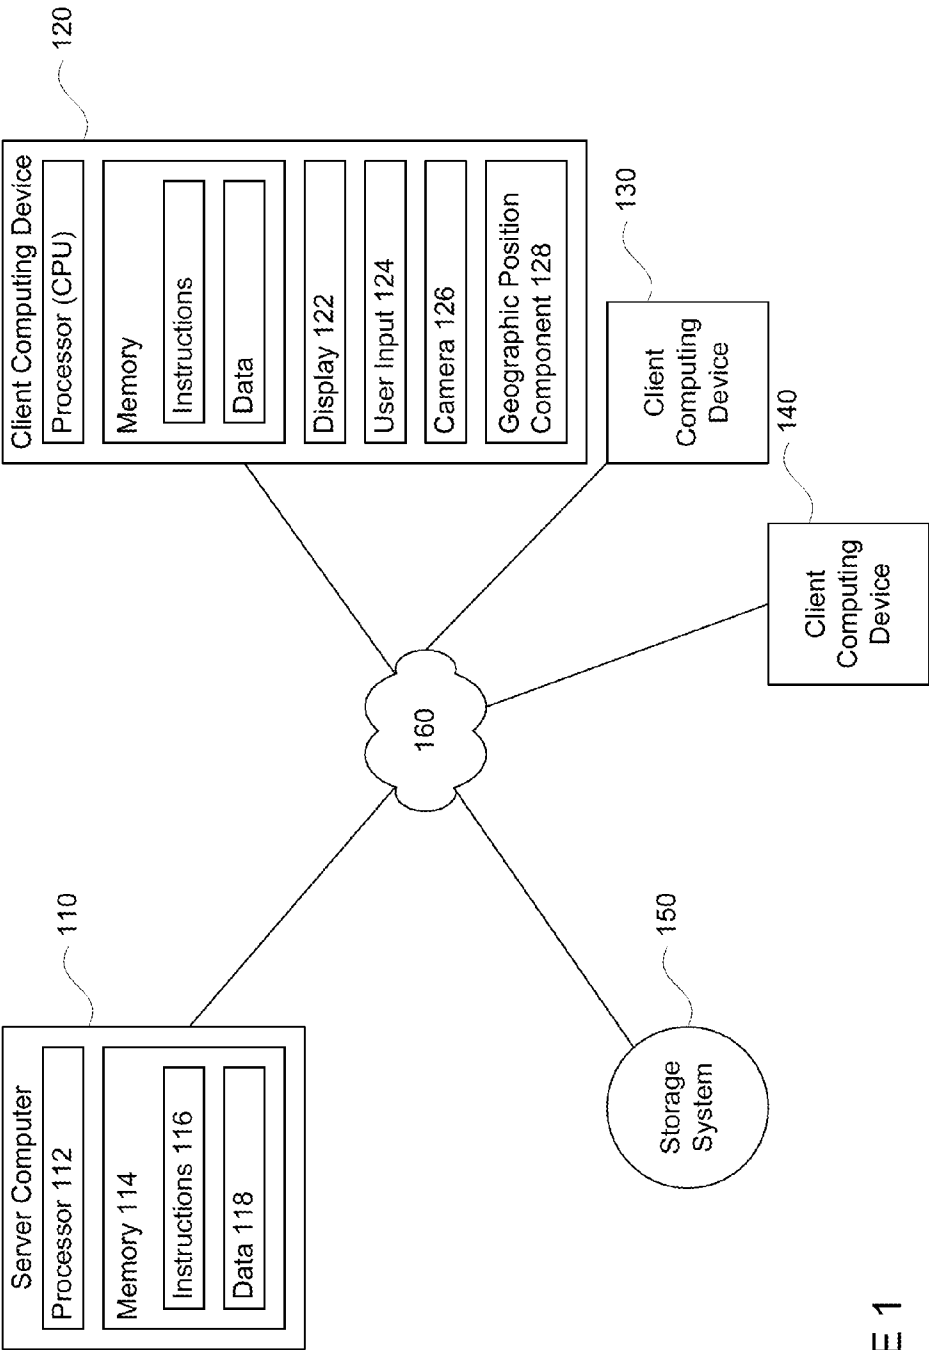 Server Computer
Processor 112
Memory 114
Instructions 116
Data 118
110
Client Computing Device
Processor (CPU)
Memory
Instructions
Data
Display 122
User Input 124
Camera 126
Geographic Position
Component 128
120
160
Storage
System
150
Client
Computing
Device
140
Client
Computing
Device
130
E 1